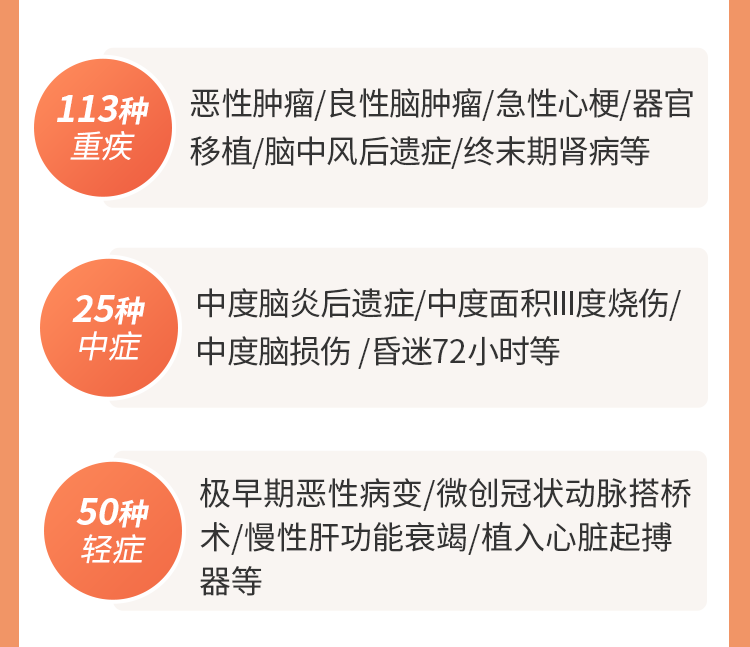 113种
重疾
恶性肿瘤/良性脑肿瘤/急性心梗/器官
移植/脑中风后遗症/终末期肾病等
25种
中症
中度脑炎后遗症/中度面积III度烧伤/
中度脑损伤 /昏迷72小时等
50种
轻症
极早期恶性病变/微创冠状动脉搭桥
术/慢性肝功能衰竭/植入心脏起搏
器等